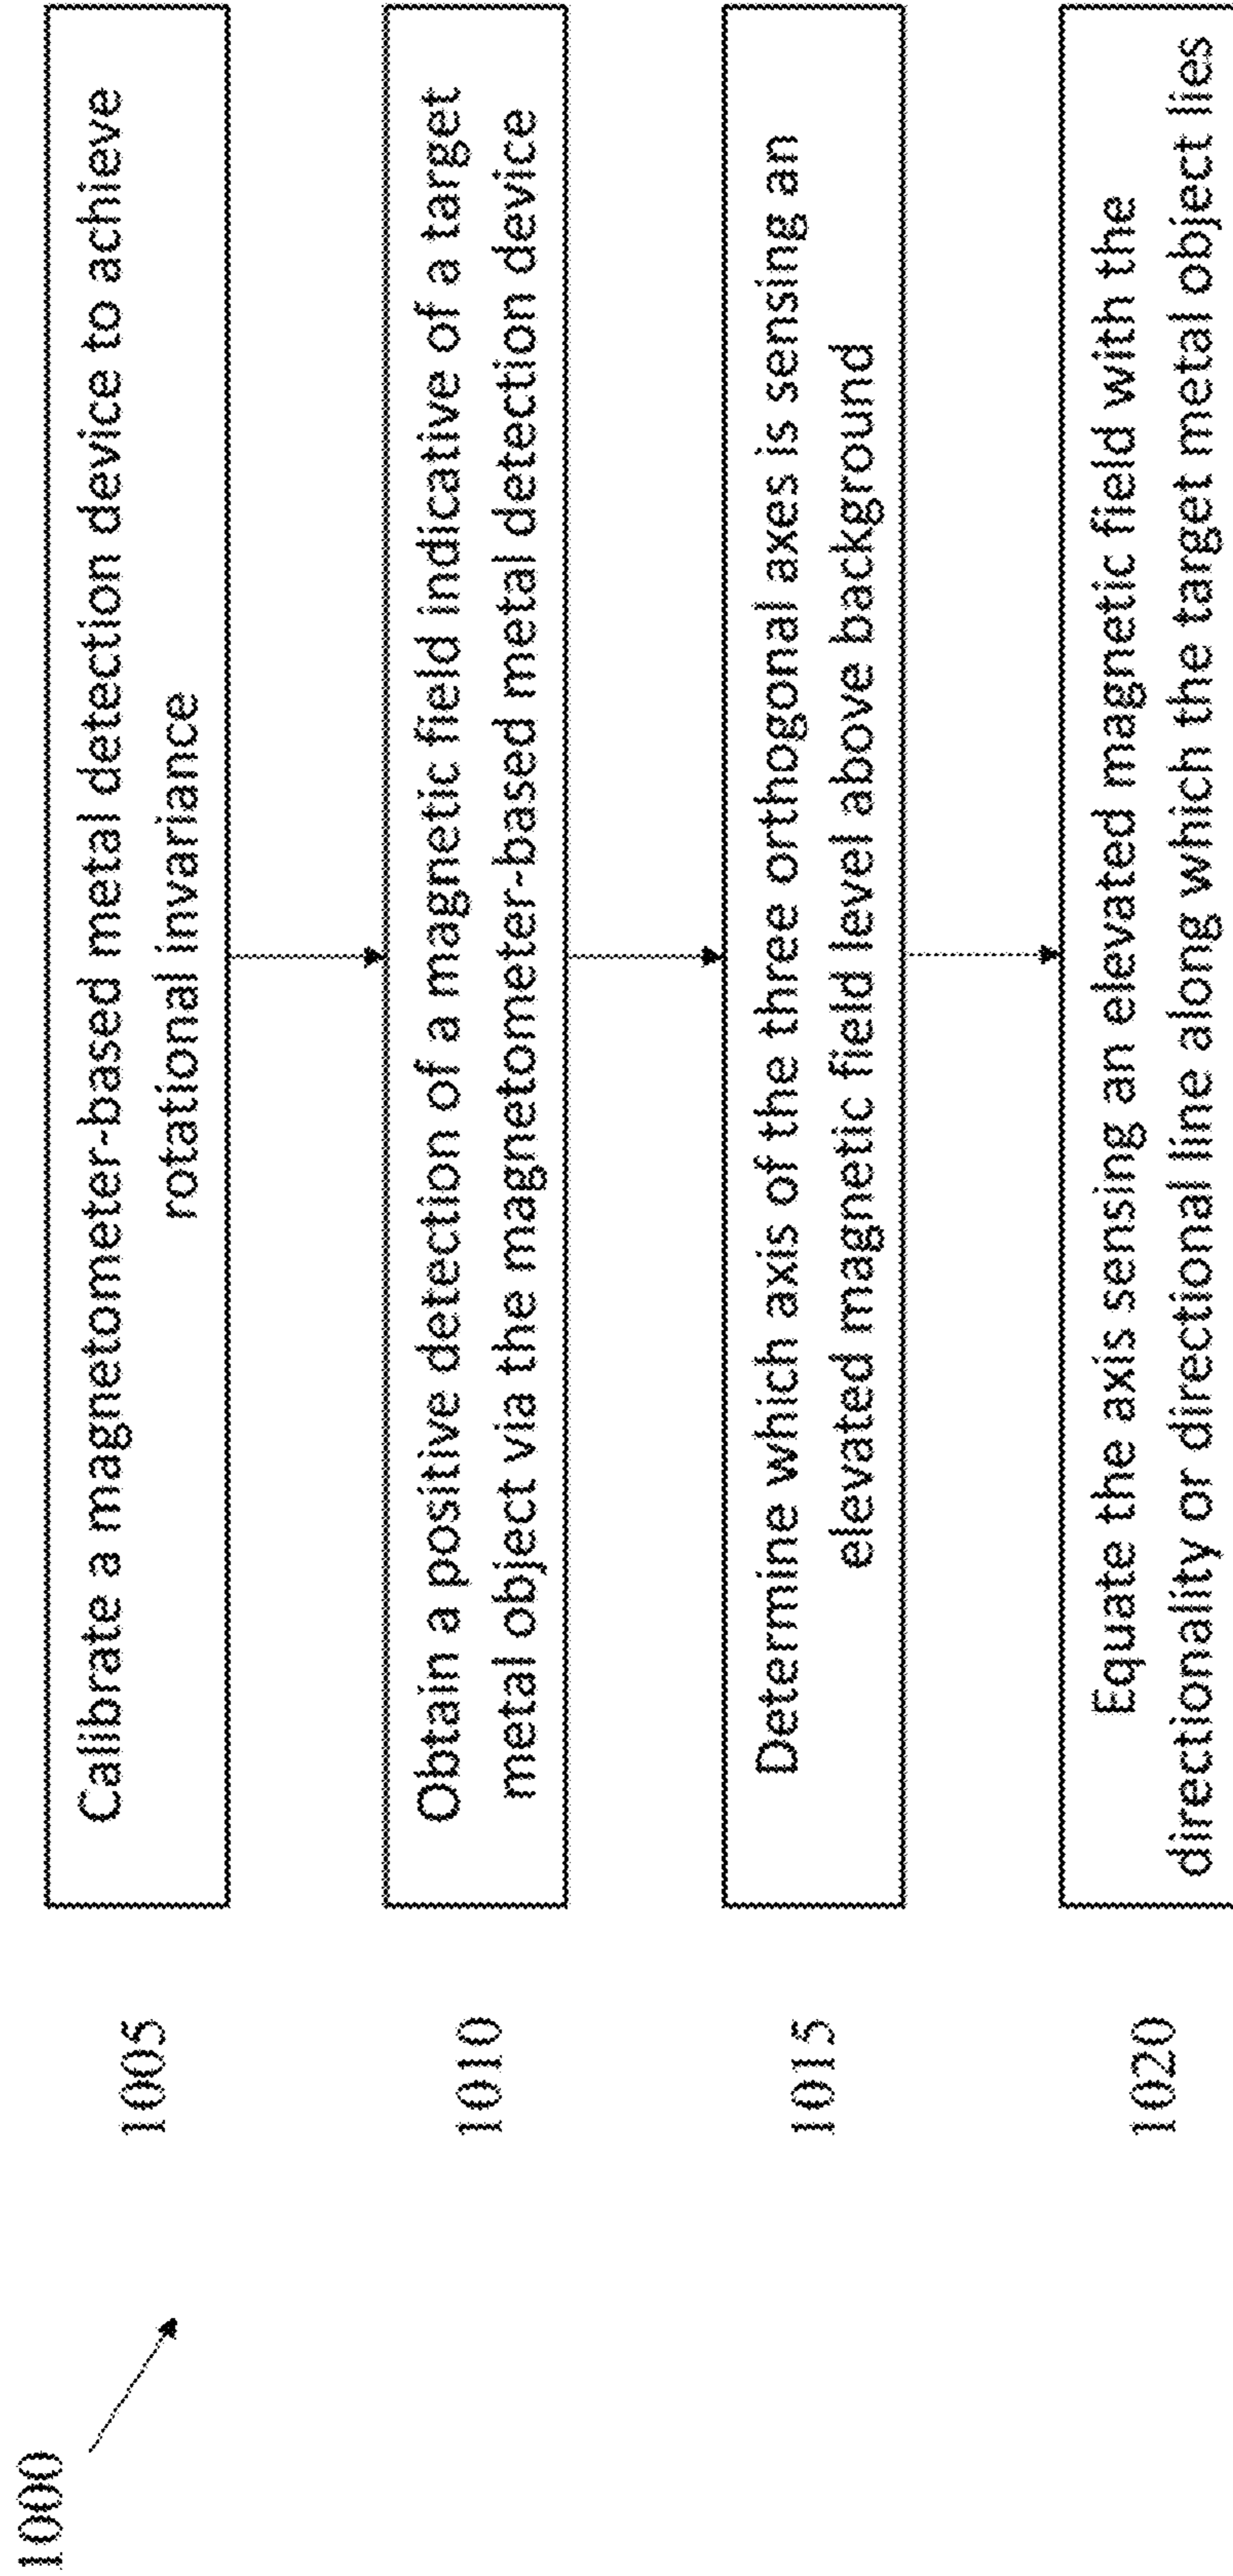 1000
1005
Calibrate a magnetometer-based metal detection device to achieve
rotational invariance
1010
Obtain a positive detection of a magnetic field indicative of a target
metal object via the magnetometer-based metal detection device
1015
Determine which axis of the three orthogonal axes is sensing an
elevated magnetic field level above background
1020
Equate the axis sensing an elevated magnetic field with the
directionality or directional line along which the target metal object lies